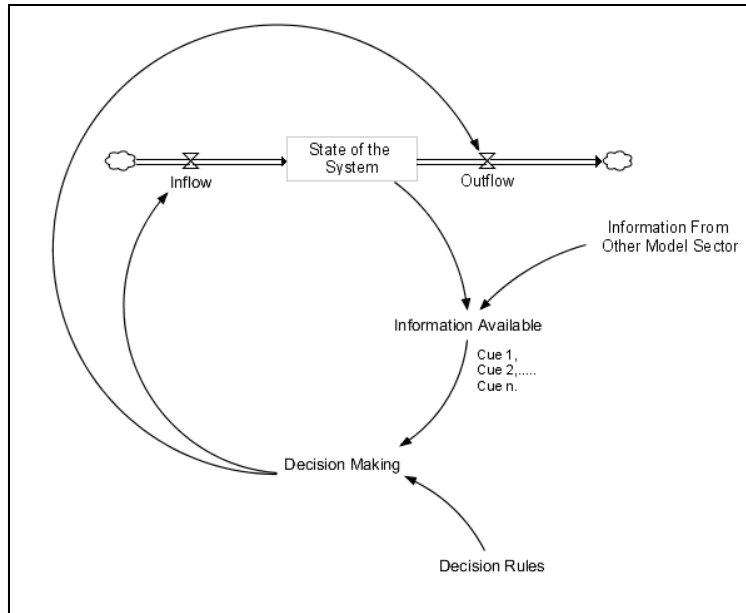 State of the
System
Inflow
Outflow
Information From
Other Model Sector
Information Available
Cue 1,
Cue 2,.....
Cue n.
Decision Making
Decision Rules